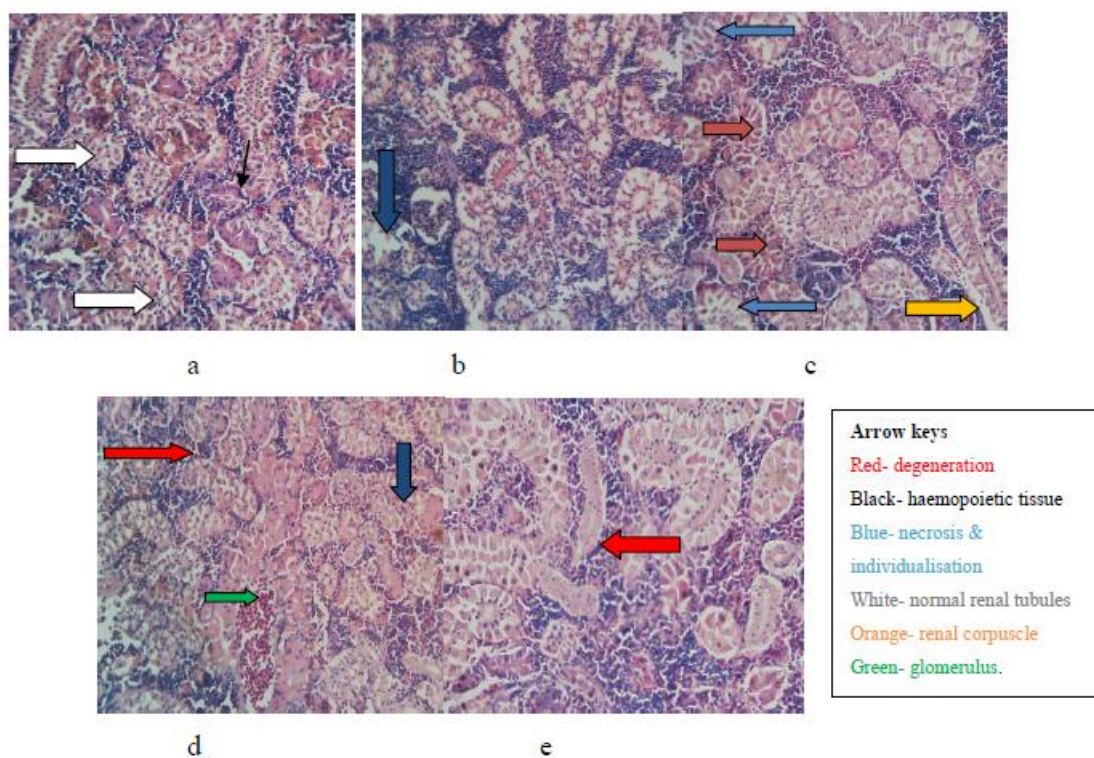 a
b
c
d
e
Arrow keys
Red- degeneration
Black- haemopoietic tissue
Blue- necrosis &
individualisation
White- normal renal tubules
Orange- renal corpuscle
Green- glomerulus.